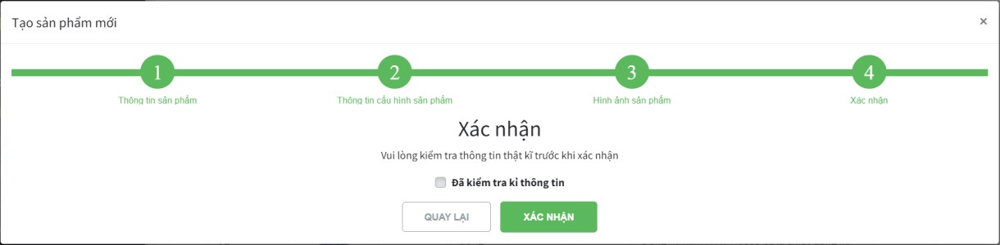 Tạo sản phẩm mới
×
1 2 3 4
Thông tin sản phẩm Thông tin cấu hình sản phẩm Hình ảnh sản phẩm Xác nhận
Xác nhận
Vui lòng kiểm tra thông tin thật kĩ trước khi xác nhận
Đã kiểm tra kỉ thông tin
QUAY LẠI XÁC NHẬN